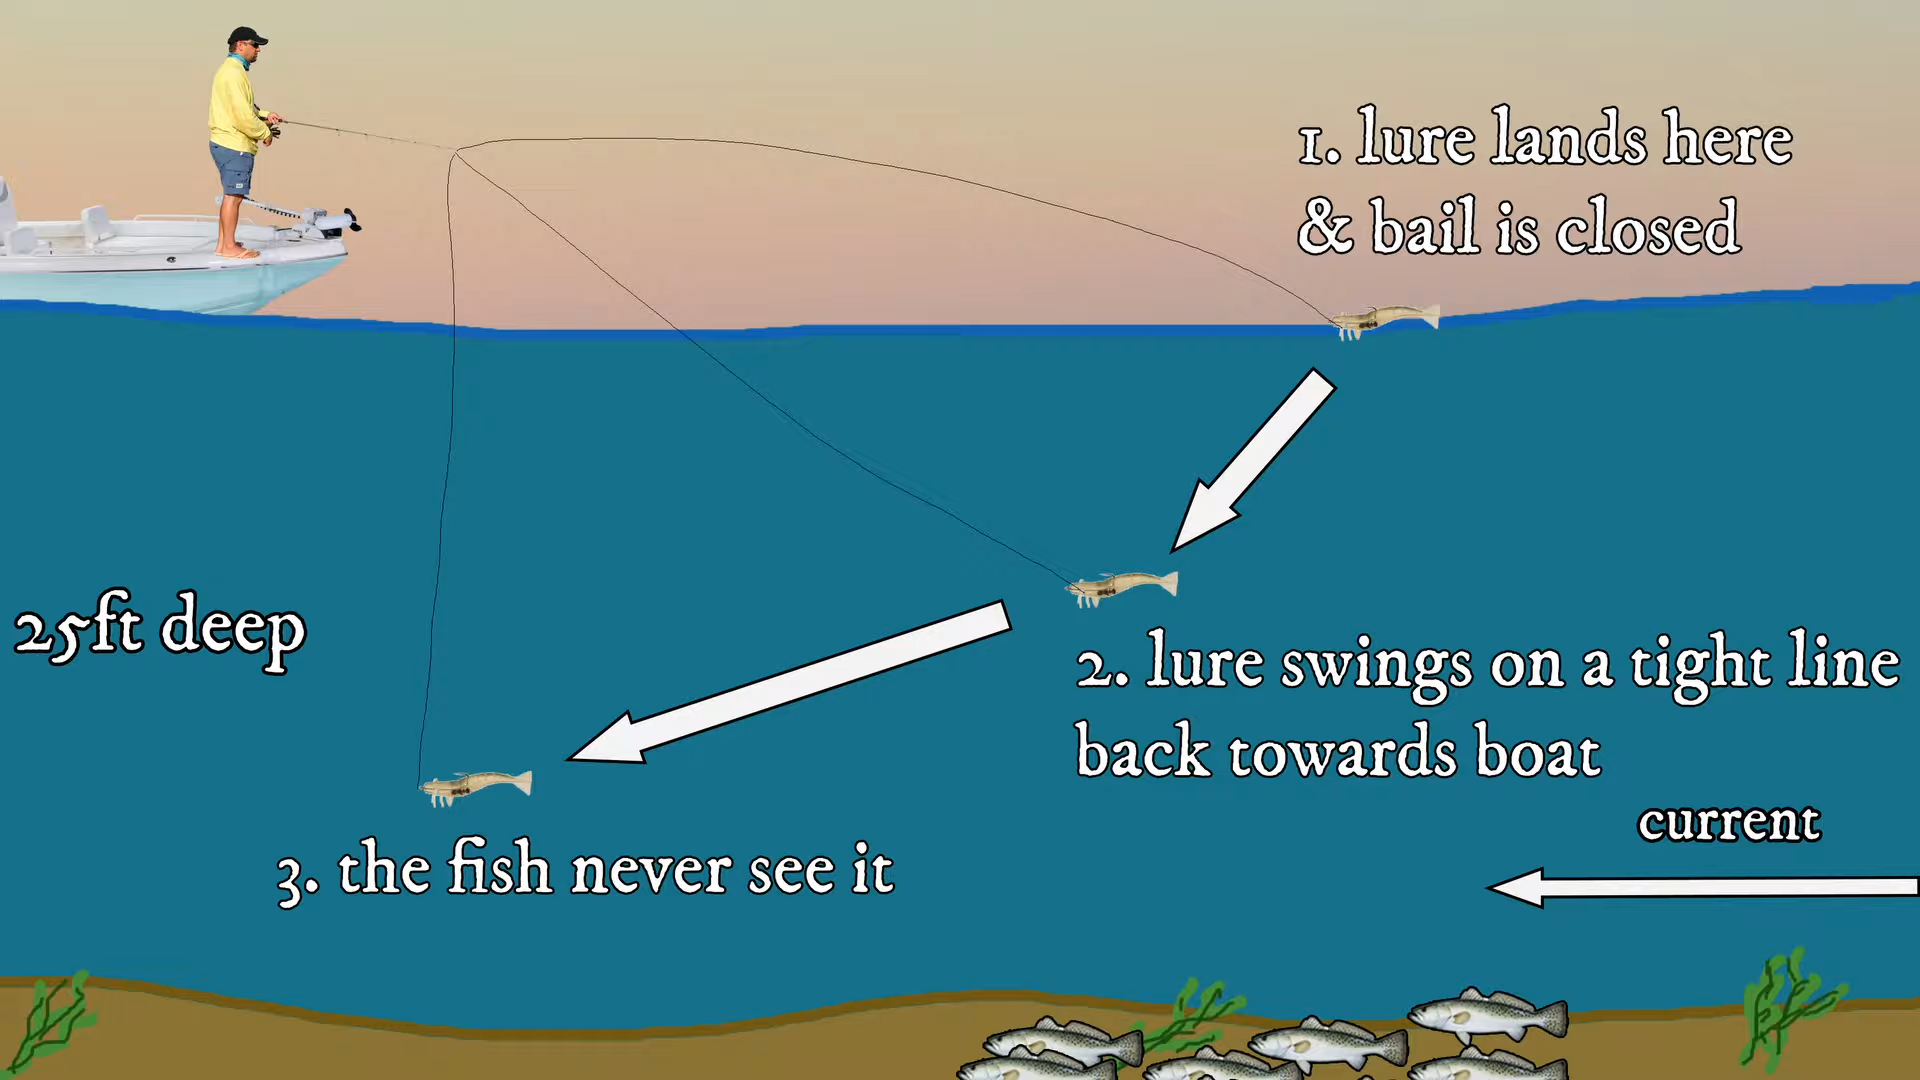 1. lure lands here
& bail is closed
25ft deep
2. lure swings on a tight line
back towards boat
current
3. the fish never see it